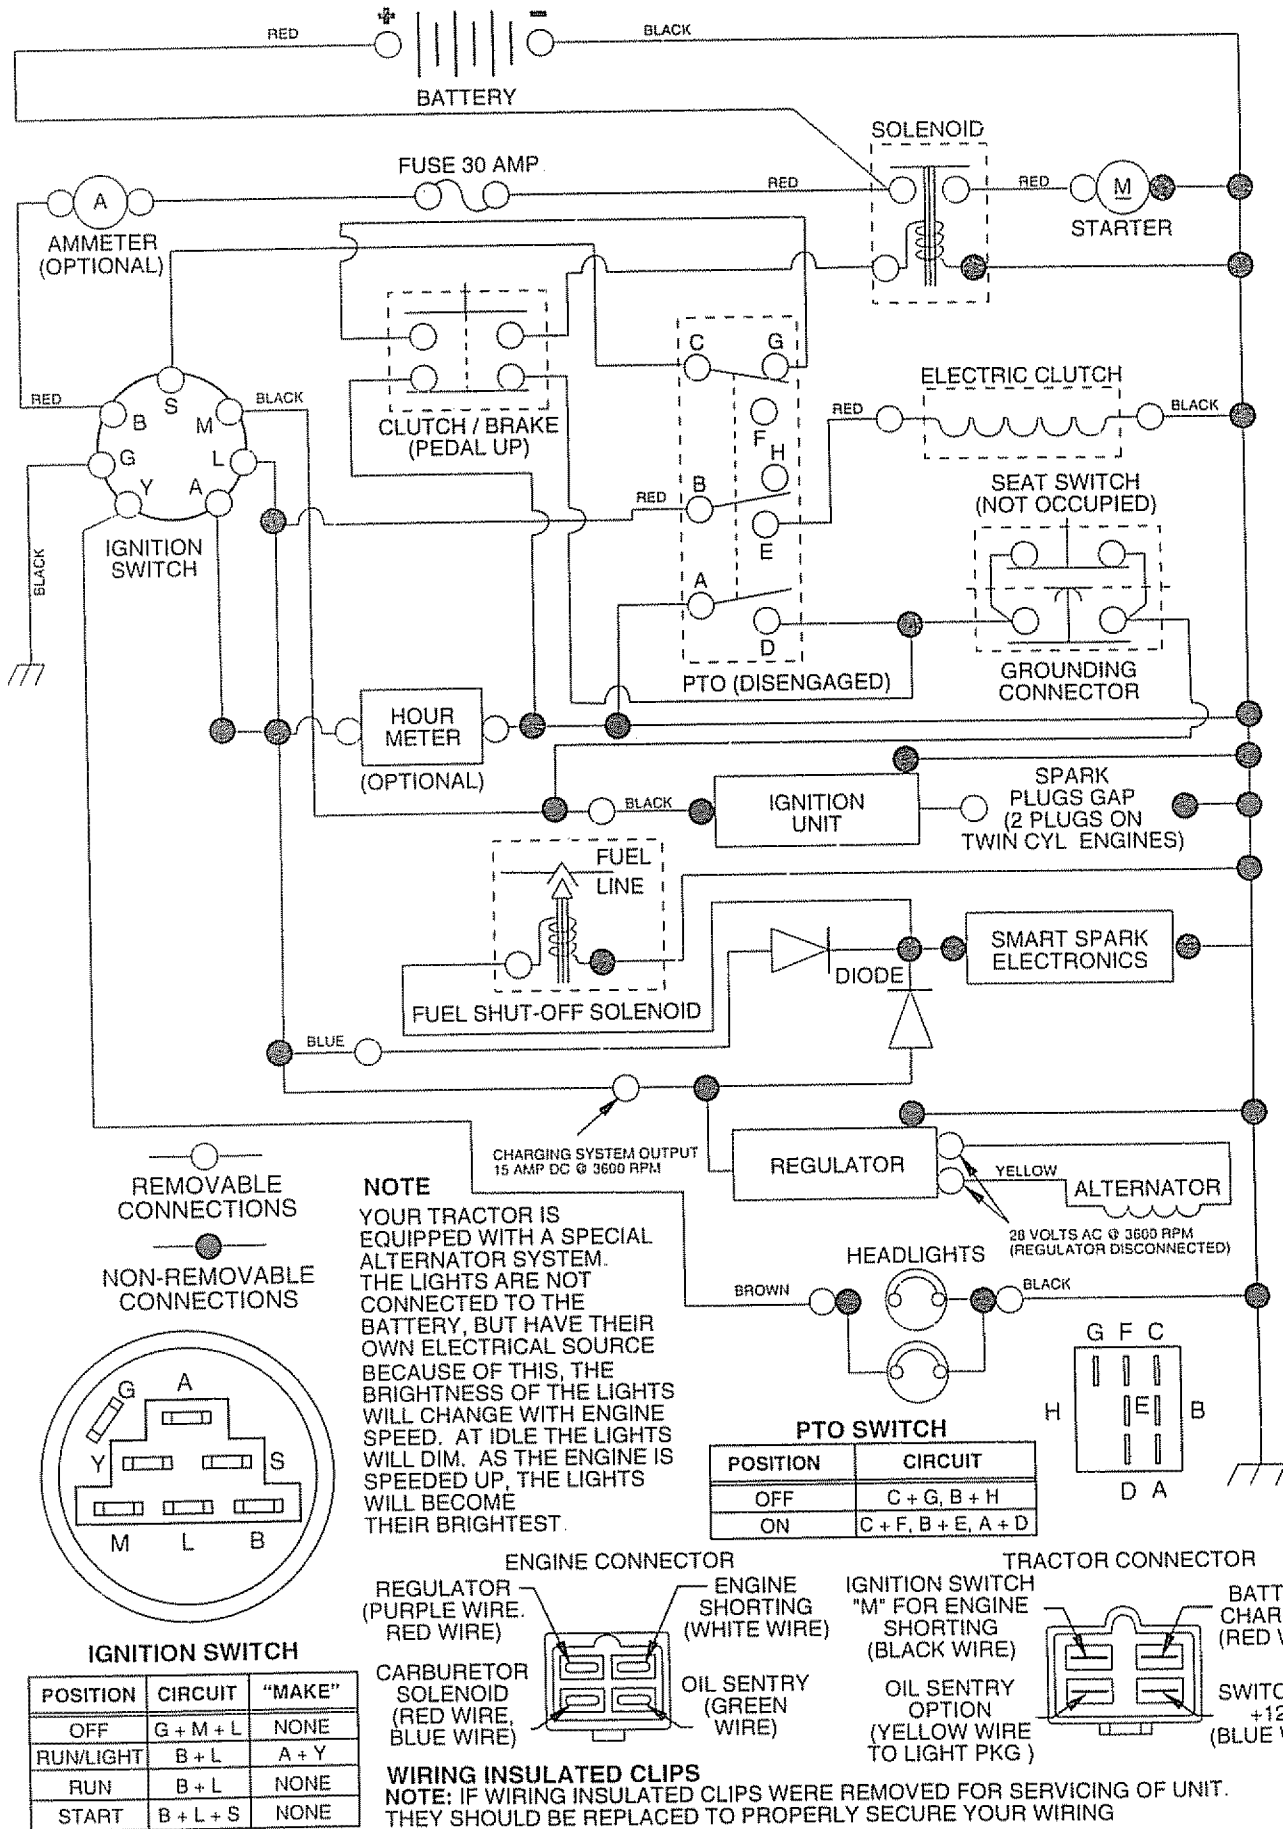 + -
RED
BLACK
BATTERY
SOLENOID
FUSE 30 AMP
RED
RED
A
M
AMMETER
(OPTIONAL)
STARTER
C G
S
ELECTRIC CLUTCH
RED
BLACK
B
M
CLUTCH / BRAKE
(PEDAL UP)
F
RED
BLACK
G
L
H
SEAT SWITCH
(NOT OCCUPIED)
Y
A
RED
B
E
IGNITION
SWITCH
BLACK
A
D
PTO (DISENGAGED)
GROUNDING
CONNECTOR
HOUR
METER
(OPTIONAL)
BLACK
IGNITION
UNIT
SPARK
PLUGS GAP
(2 PLUGS ON
TWIN CYL ENGINES)
FUEL
LINE
SMART SPARK
ELECTRONICS
DIODE
FUEL SHUT-OFF SOLENOID
BLUE
CHARGING SYSTEM OUTPUT
15 AMP DC @ 3600 RPM
REGULATOR
YELLOW
ALTERNATOR
28 VOLTS AC @ 3600 RPM
(REGULATOR DISCONNECTED)
REMOVABLE
CONNECTIONS
NON-REMOVABLE
CONNECTIONS
NOTE
YOUR TRACTOR IS
EQUIPPED WITH A SPECIAL
ALTERNATOR SYSTEM.
THE LIGHTS ARE NOT
CONNECTED TO THE
BATTERY, BUT HAVE THEIR
OWN ELECTRICAL SOURCE
BECAUSE OF THIS, THE
BRIGHTNESS OF THE LIGHTS
WILL CHANGE WITH ENGINE
SPEED. AT IDLE THE LIGHTS
WILL DIM. AS THE ENGINE IS
SPEEDED UP, THE LIGHTS
WILL BECOME
THEIR BRIGHTEST.
HEADLIGHTS
BROWN
BLACK
G F C
H E B
D A
PTO SWITCH
POSITION CIRCUIT
OFF C + G, B + H
ON C + F, B + E, A + D
G A
Y S
M L B
IGNITION SWITCH
POSITION CIRCUIT "MAKE"
OFF G + M + L NONE
RUN/LIGHT B + L A + Y
RUN B + L NONE
START B + L + S NONE
ENGINE CONNECTOR
REGULATOR
(PURPLE WIRE.
RED WIRE)
ENGINE
SHORTING
(WHITE WIRE)
CARBURETOR
SOLENOID
(RED WIRE,
BLUE WIRE)
OIL SENTRY
(GREEN
WIRE)
TRACTOR CONNECTOR
IGNITION SWITCH
"M" FOR ENGINE
SHORTING
(BLACK WIRE)
BATT
CHAR
(RED W
OIL SENTRY
OPTION
(YELLOW WIRE
TO LIGHT PKG )
SWITC
+12
(BLUE
WIRING INSULATED CLIPS
NOTE: IF WIRING INSULATED CLIPS WERE REMOVED FOR SERVICING OF UNIT.
THEY SHOULD BE REPLACED TO PROPERLY SECURE YOUR WIRING